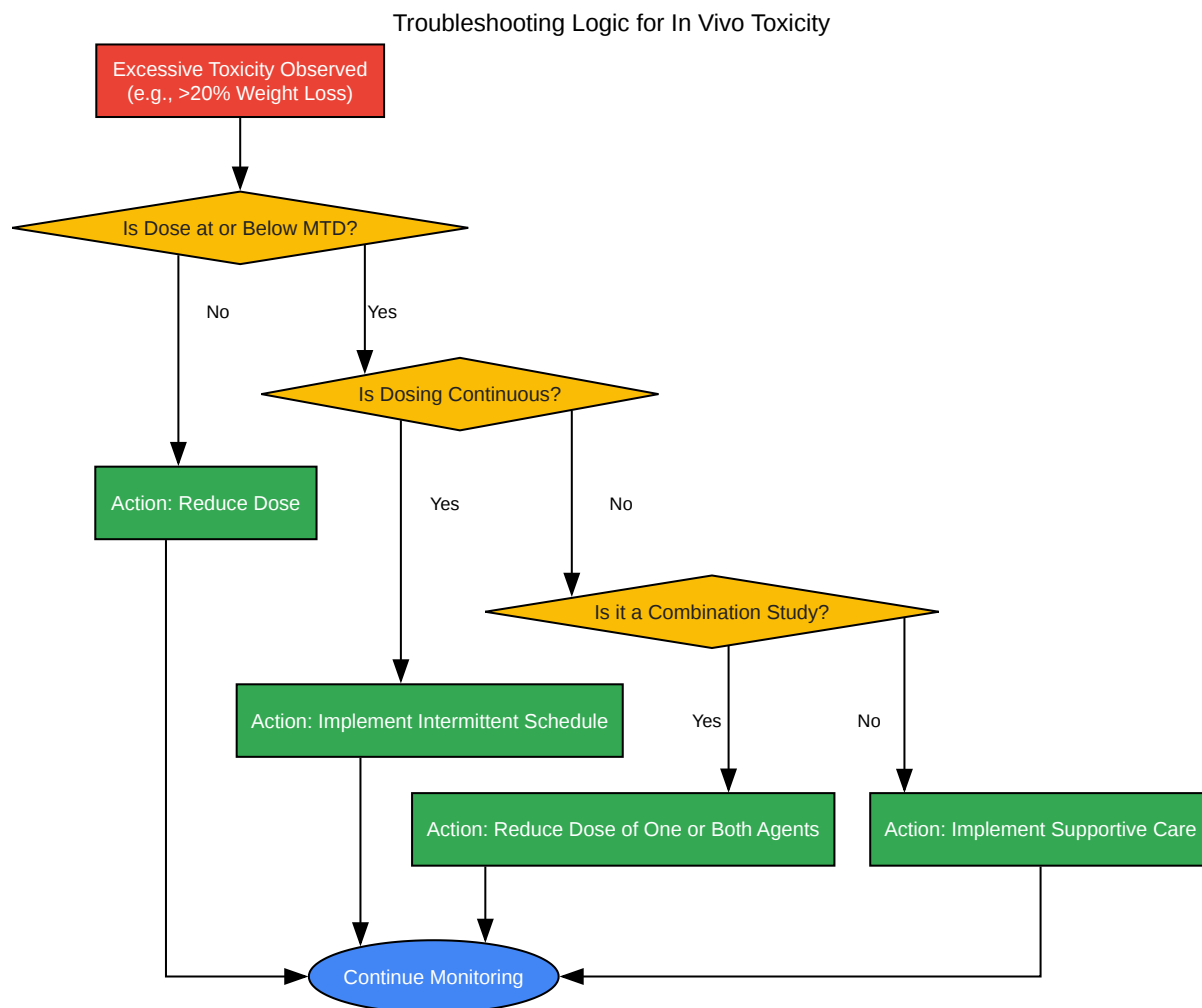 Troubleshooting Logic for In Vivo Toxicity
Excessive Toxicity Observed
(e.g., >20% Weight Loss)
Is Dose at or Below MTD?
No
Yes
Is Dosing Continuous?
Action: Reduce Dose
Yes
No
Is it a Combination Study?
Action: Implement Intermittent Schedule
Yes
No
Action: Reduce Dose of One or Both Agents
Action: Implement Supportive Care
Continue Monitoring